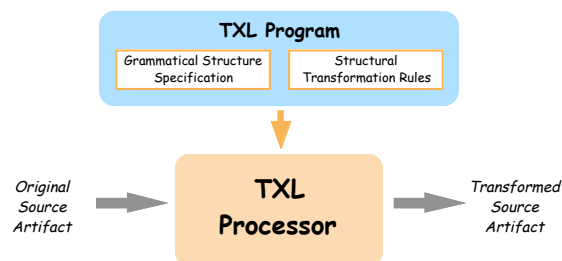 TXL Program
Grammatical Structure
Specification
Structural
Transformation Rules
Original
Source
Artifact
TXL
Processor
Transformed
Source
Artifact